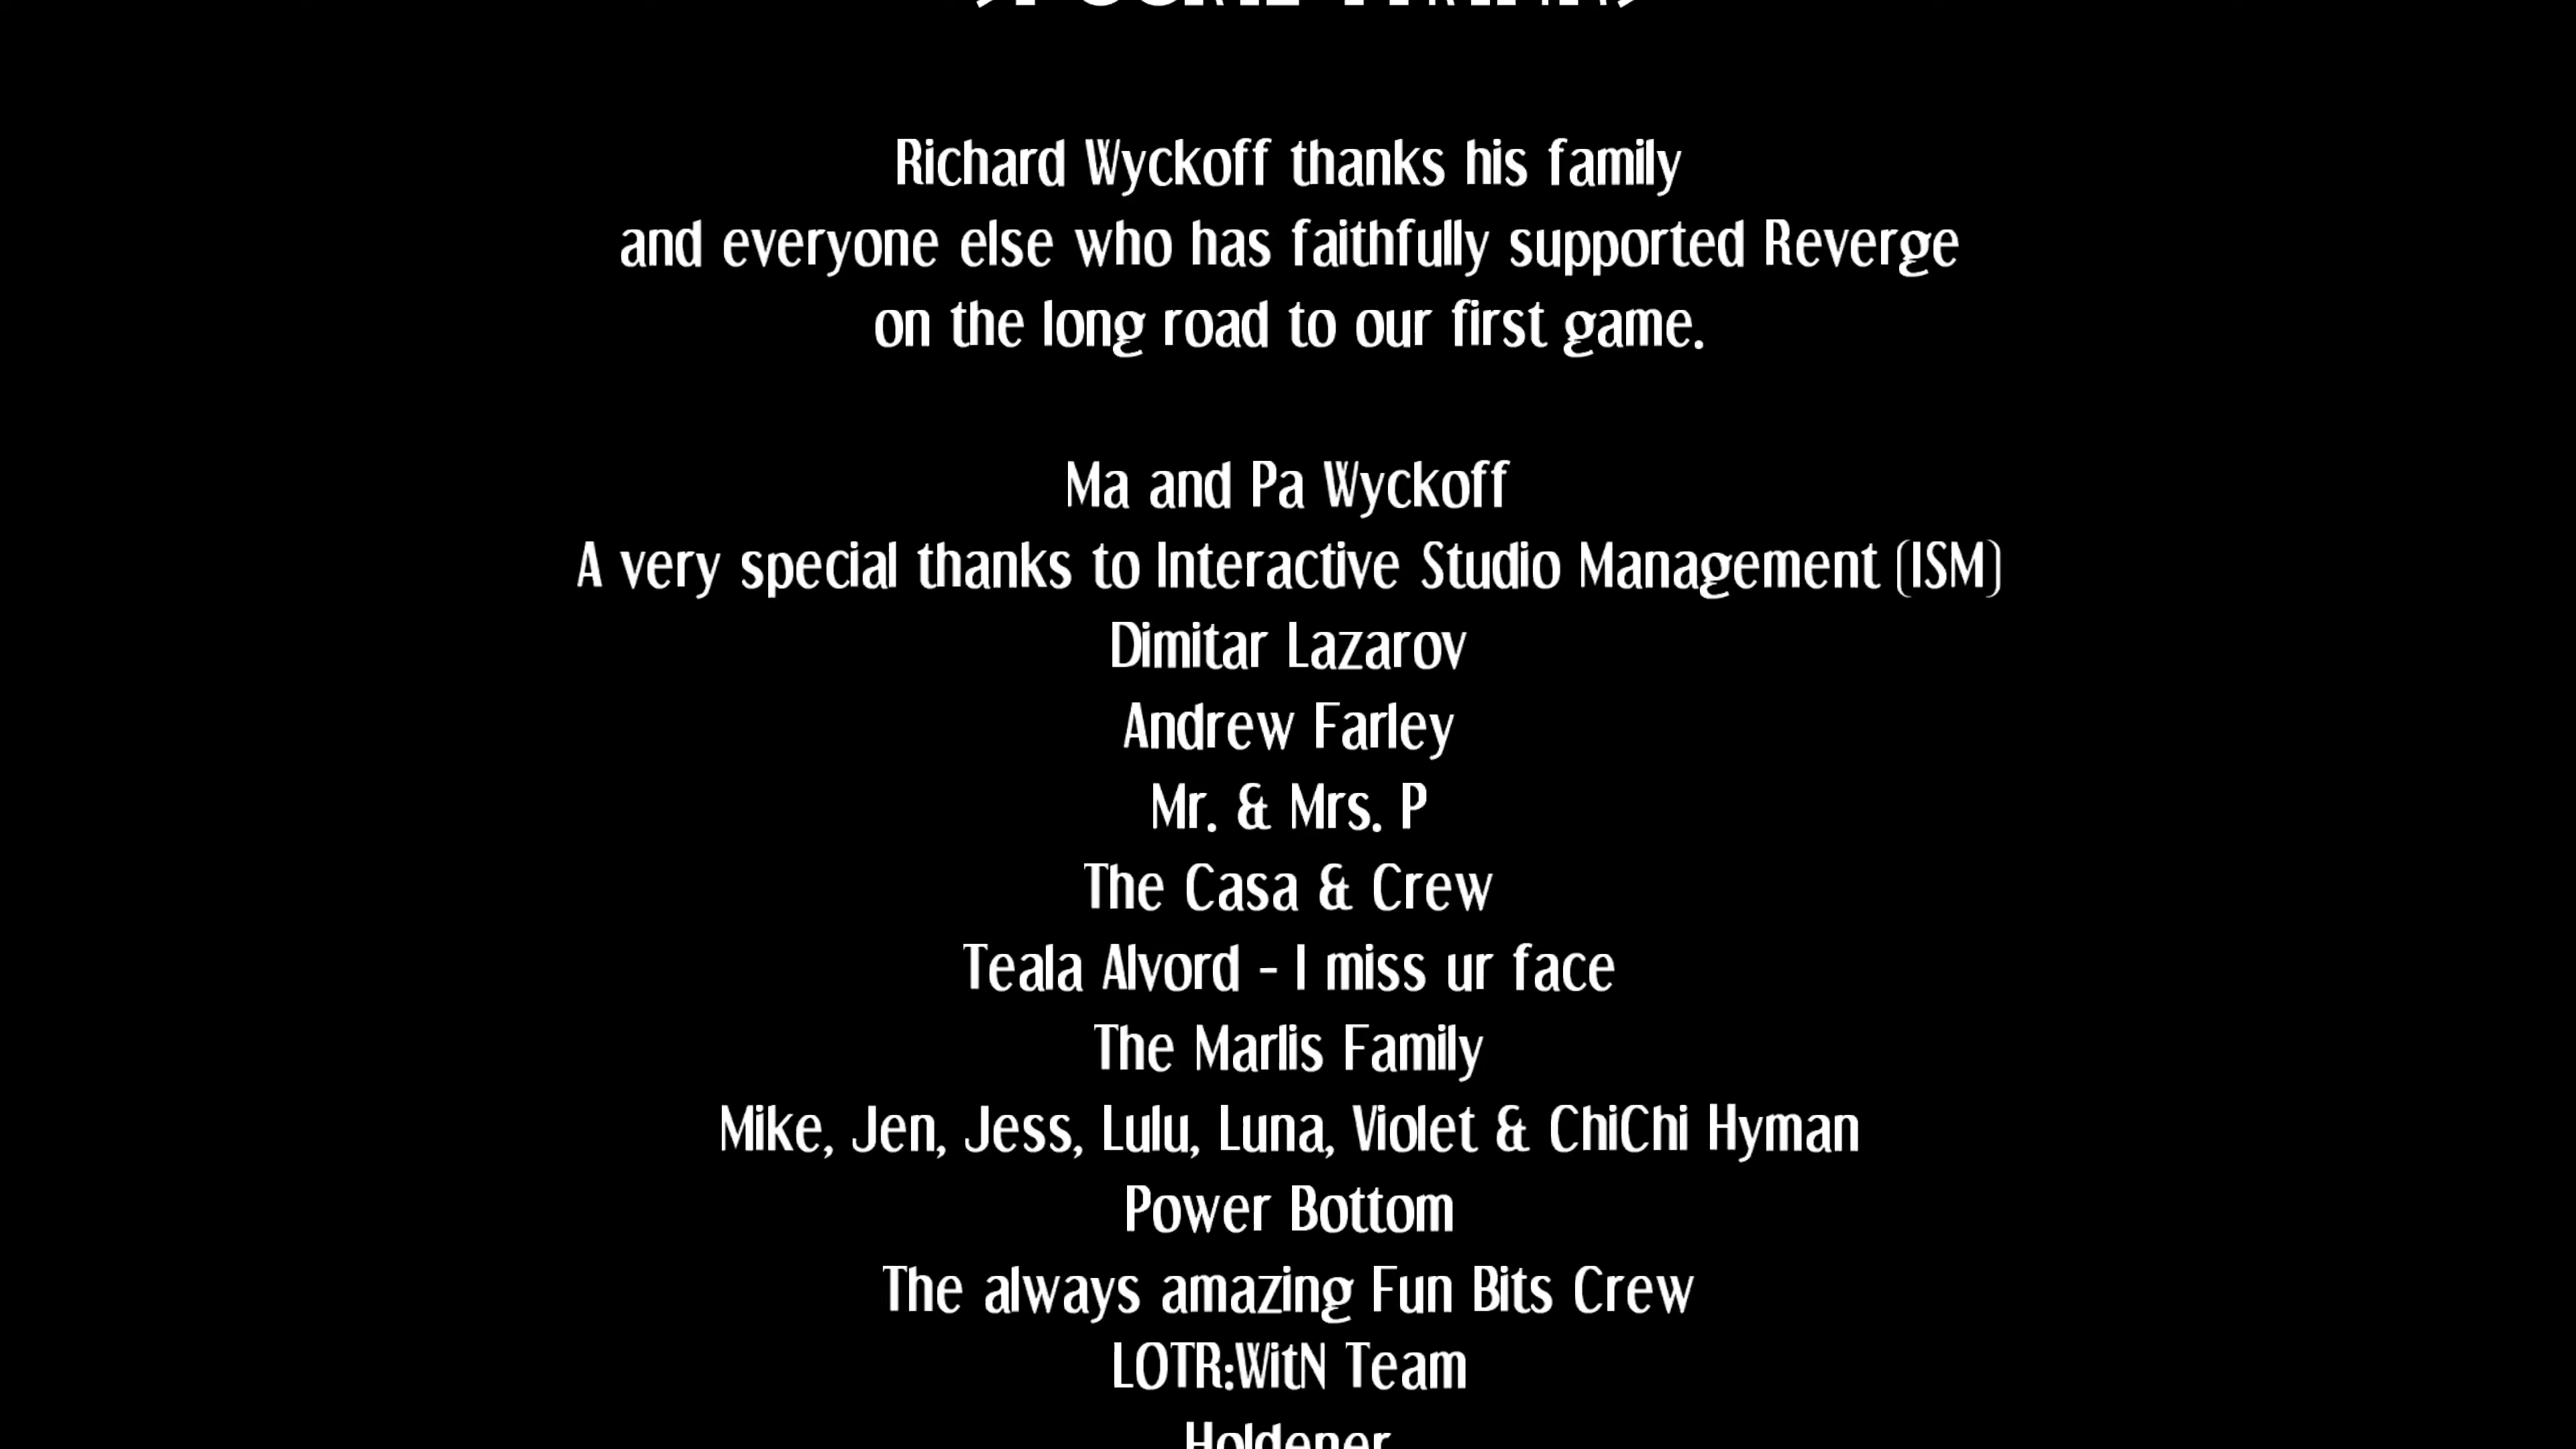 Richard Wyckoff thanks his family
and everyone else who has faithfully supported Reverge
on the long road to our first game.
Ma and Pa Wyckoff
A very special thanks to Interactive Studio Management (ISM)
Dimitar Lazarov
Andrew Farley
Mr. & Mrs. P
The Casa & Crew
Teala Alvord - I miss ur face
The Marlis Family
Mike, Jen, Jess, Lulu, Luna, Violet & ChiChi Hyman
Power Bottom
The always amazing Fun Bits Crew
LOTR:WitN Team
Holdener